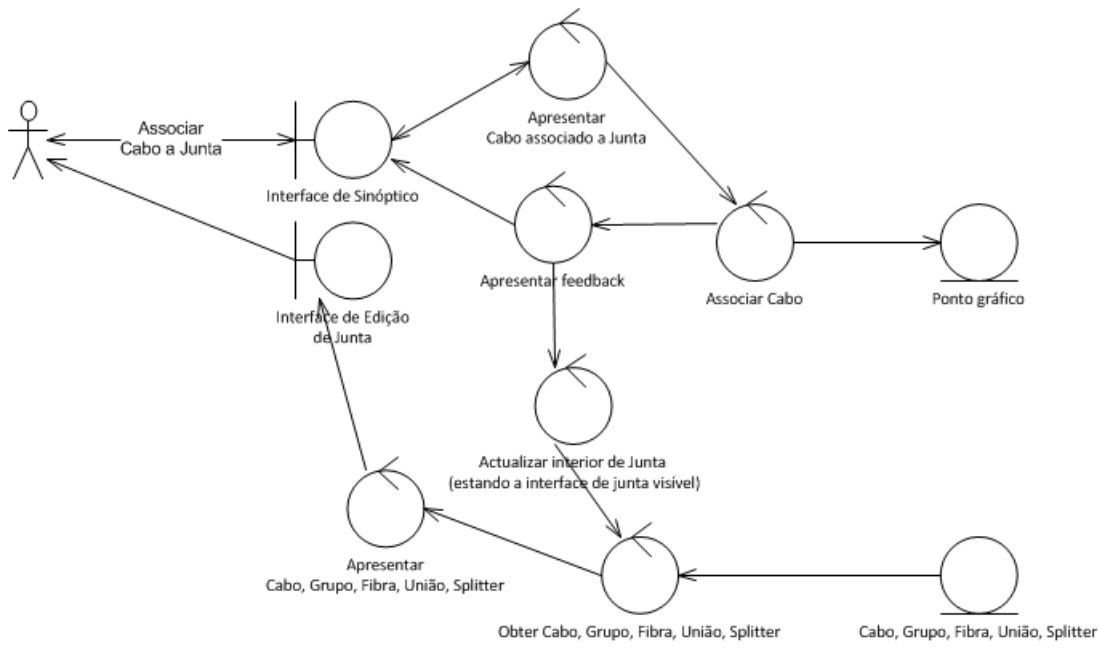 Apresentar
Cabo associado a Junta
Associar
Cabo a Junta
Interface de Sinóptico
Apresentar feedback
Associar Cabo
Ponto gráfico
Interface de Edição
de Junta
Actualizar interior de Junta
(estando a interface de junta visível)
Apresentar
Cabo, Grupo, Fibra, União, Splitter
Obter Cabo, Grupo, Fibra, União, Splitter
Cabo, Grupo, Fibra, União, Splitter